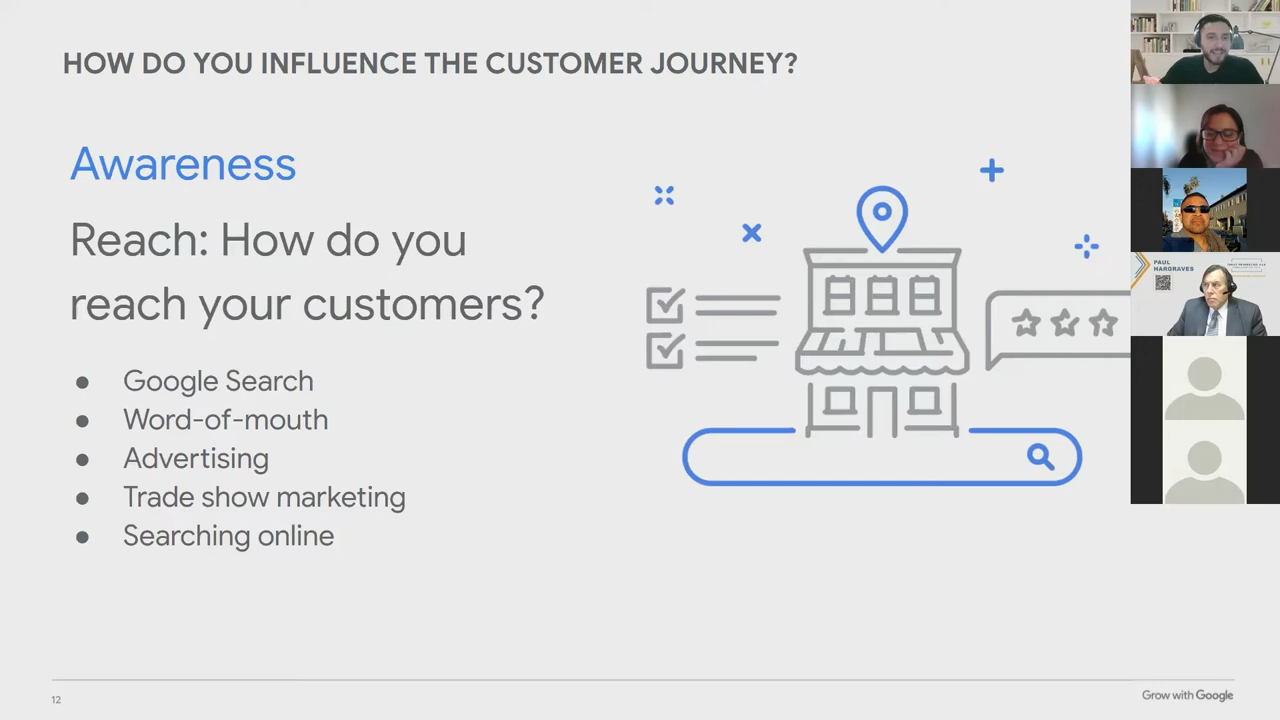 HOW DO YOU INFLUENCE THE CUSTOMER JOURNEY?
Awareness
Reach: How do you
reach your customers?
● Google Search
● Word-of-mouth
● Advertising
● Trade show marketing
● Searching online
PAUL
HARGRAVES
12
Grow with Google